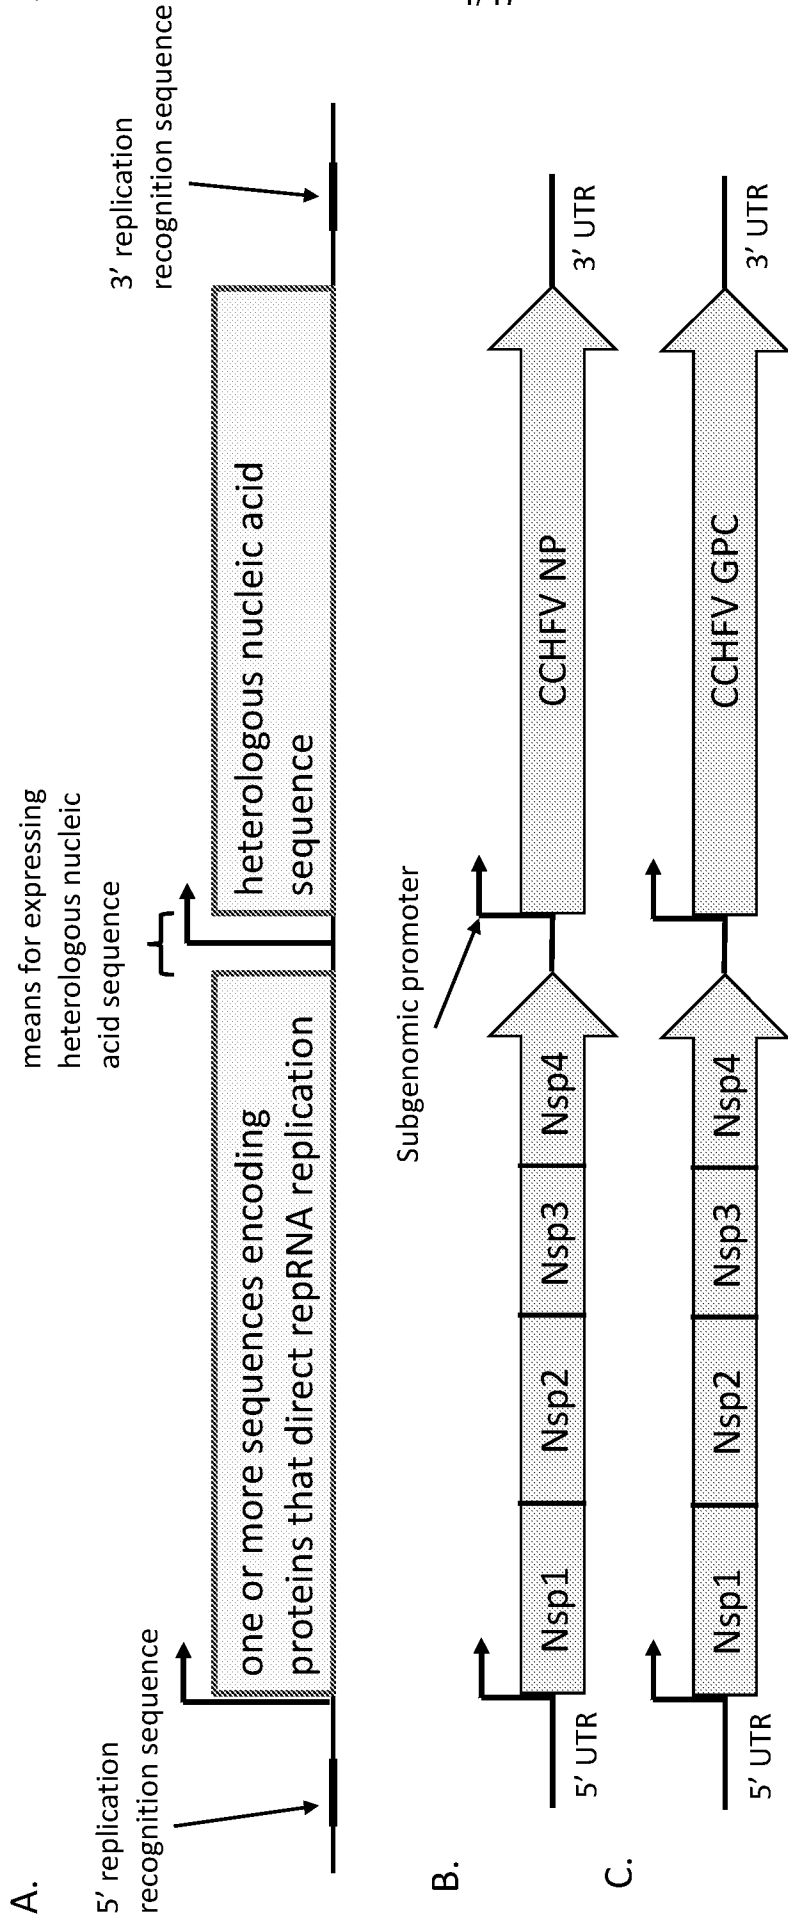 A.
5′ replication
recognition sequence
one or more sequences encoding
proteins that direct repRNA replication
means for expressing
heterologous nucleic
acid sequence
heterologous nucleic acid
sequence
3′ replication
recognition sequence
B.
5′ UTR
Nsp1
Nsp2
Nsp3
Nsp4
Subgenomic promoter
CCHFV NP
3′ UTR
C.
5′ UTR
Nsp1
Nsp2
Nsp3
Nsp4
CCHFV GPC
3′ UTR